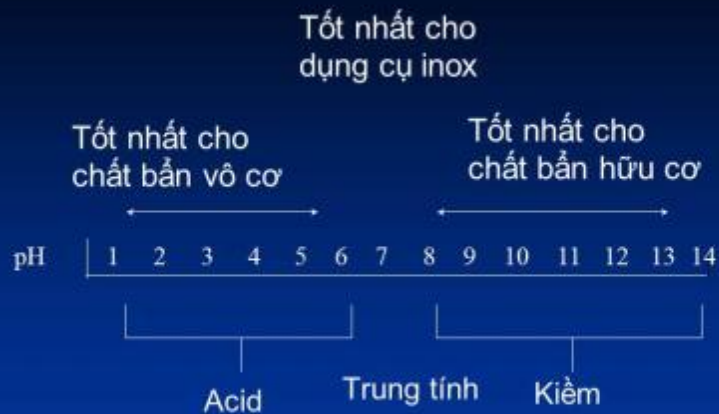 Tốt nhất cho
dụng cụ inox
Tốt nhất cho
chất bẩn vô cơ
Tốt nhất cho
chất bẩn hữu cơ
pH 1 2 3 4 5 6 7 8 9 10 11 12 13 14
Acid Trung tính Kiềm